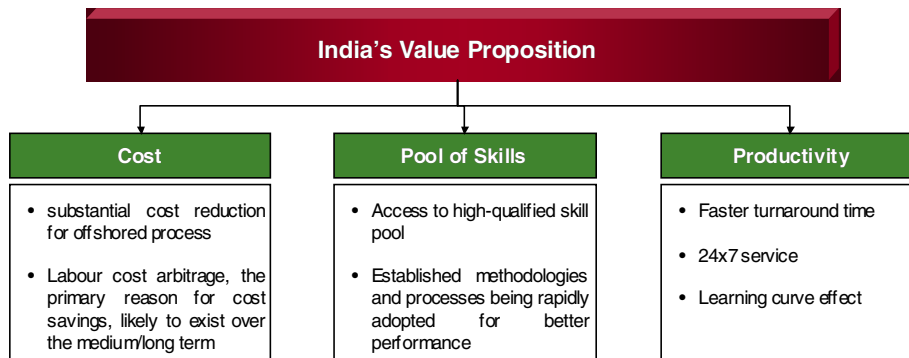 India's Value Proposition
Cost
• substantial cost reduction
for offshored process
• Labour cost arbitrage, the
primary reason for cost
savings, likely to exist over
the medium/long term
Pool of Skills
• Access to high-qualified skill
pool
• Established methodologies
and processes being rapidly
adopted for better
performance
Productivity
• Faster turnaround time
• 24x7 service
• Learning curve effect